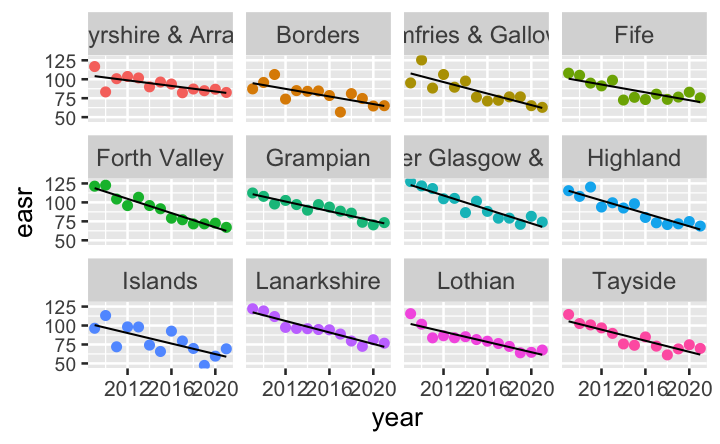 yrshire & Arra
Borders
mfries & Gallov
Fife
125
100
75
50
Forth Valley
Grampian
er Glasgow &
Highland
125
100
75
50
Islands
Lanarkshire
Lothian
Tayside
125
100
75
50
easr
2012 2016 2020 2012 2016 2020 2012 2016 2020 2012 2016 2020
year